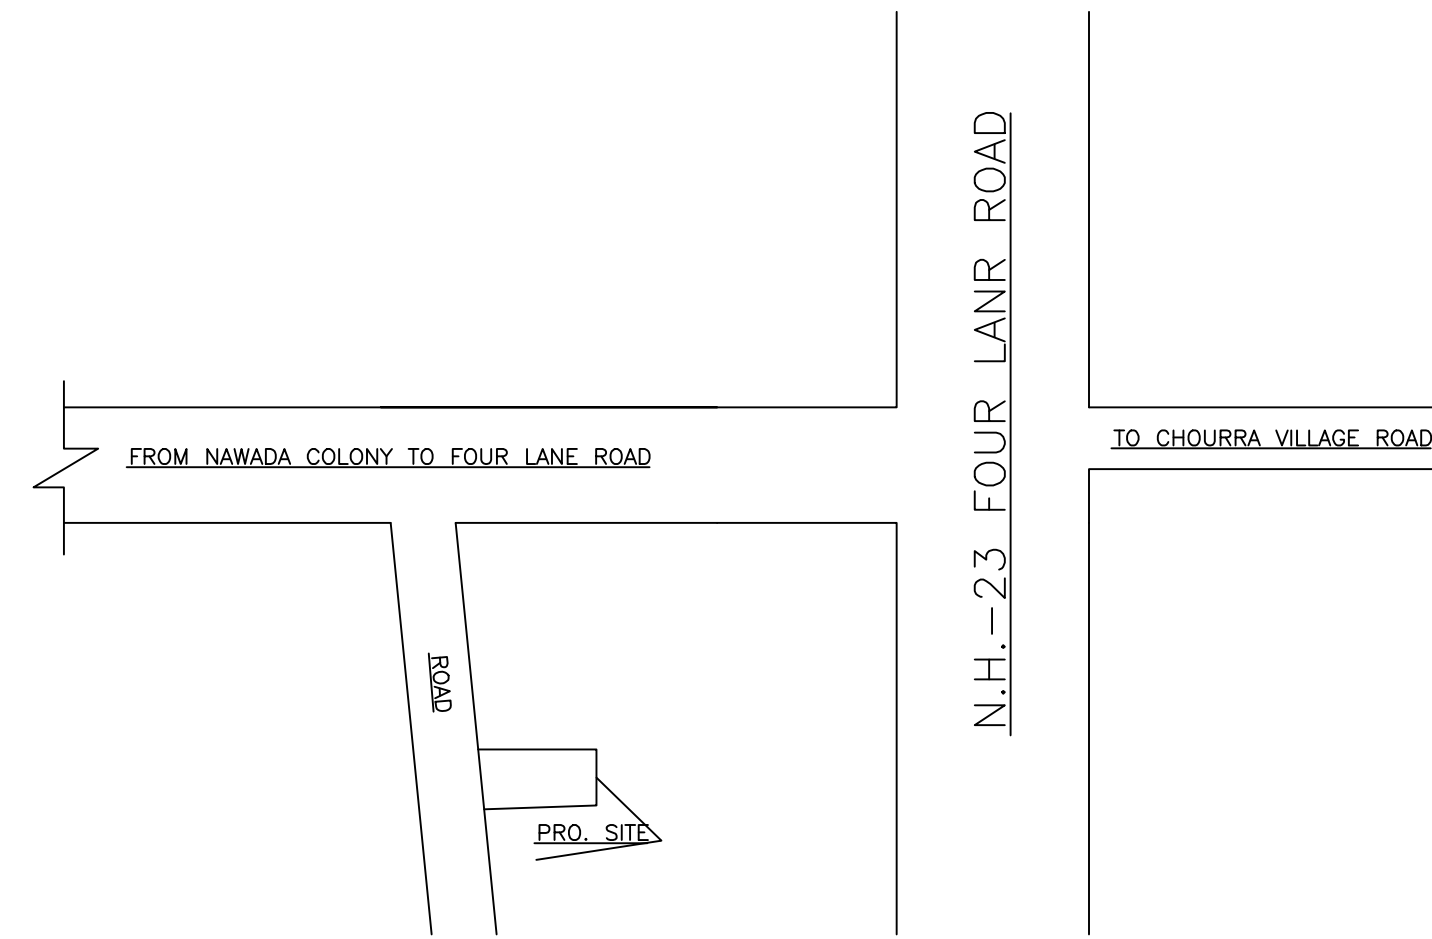 N.H.-23 FOUR LANR ROAD
FROM NAWADA COLONY TO FOUR LANE ROAD
TO CHOURRA VILLAGE ROAD
ROAD
PRO. SITE